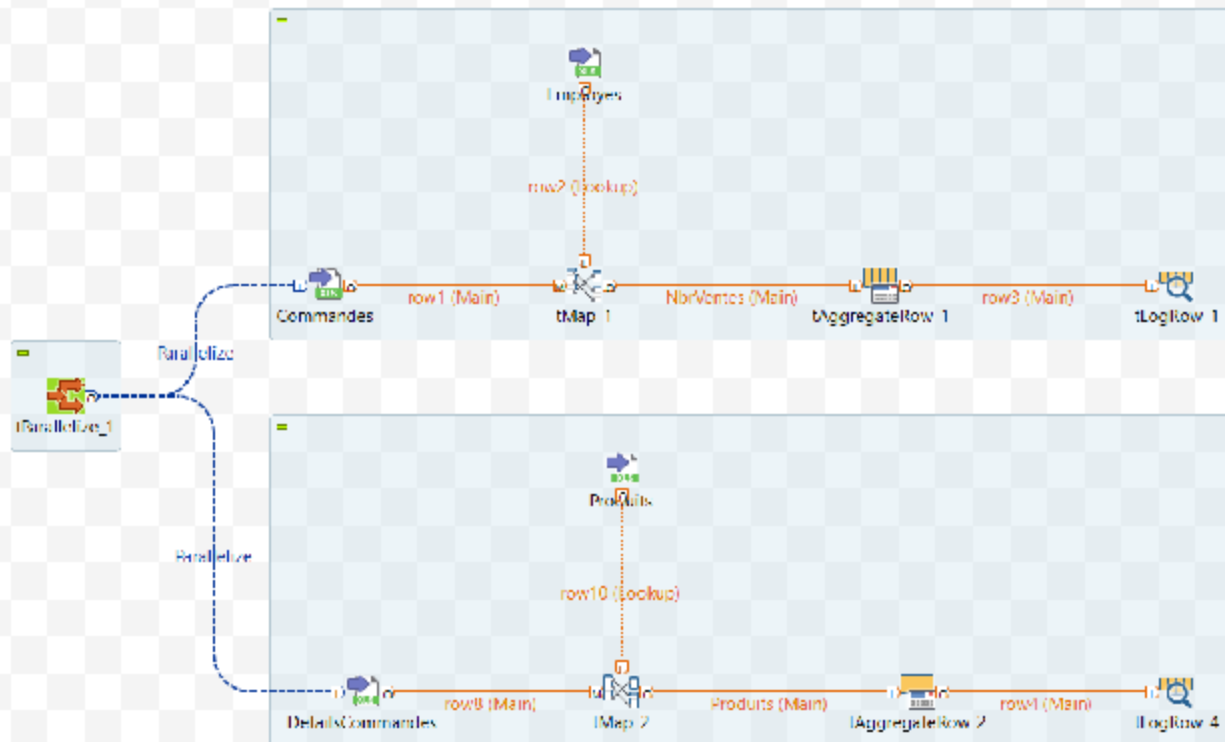 Employes
row2 (Lookup)
row1 (Main)
NbrVentes (Main)
row3 (Main)
Commandes
tMap_1
tAggregateRow_1
tLogRow_1
Parallelize
tParallelize_1
Produits
Parallelize
row10 (Lookup)
row8 (Main)
Produits (Main)
row4 (Main)
DetailsCommandes
tMap_2
tAggregateRow_2
tLogRow_4